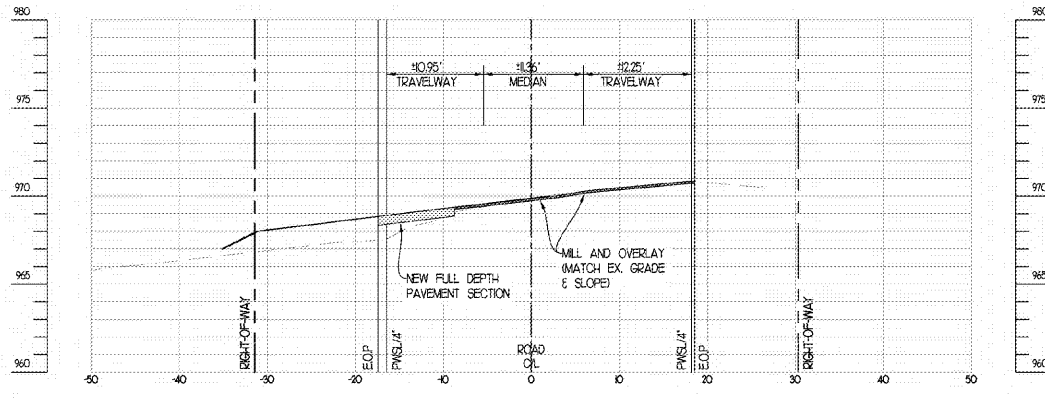 980 980
±10.95' ±11.36' ±12.25'
TRAVELWAY MEDIAN TRAVELWAY
975 975
970 970
MILL AND OVERLAY
(MATCH EX. GRADE
& SLOPE)
NEW FULL DEPTH
PAVEMENT SECTION
965 965
RIGHT-OF-WAY
E.O.P
PWSL/4"
ROAD
C/L
PWSL/4"
E.O.P
RIGHT-OF-WAY
960 960
-50 -40 -30 -20 -10 0 10 20 30 40 50